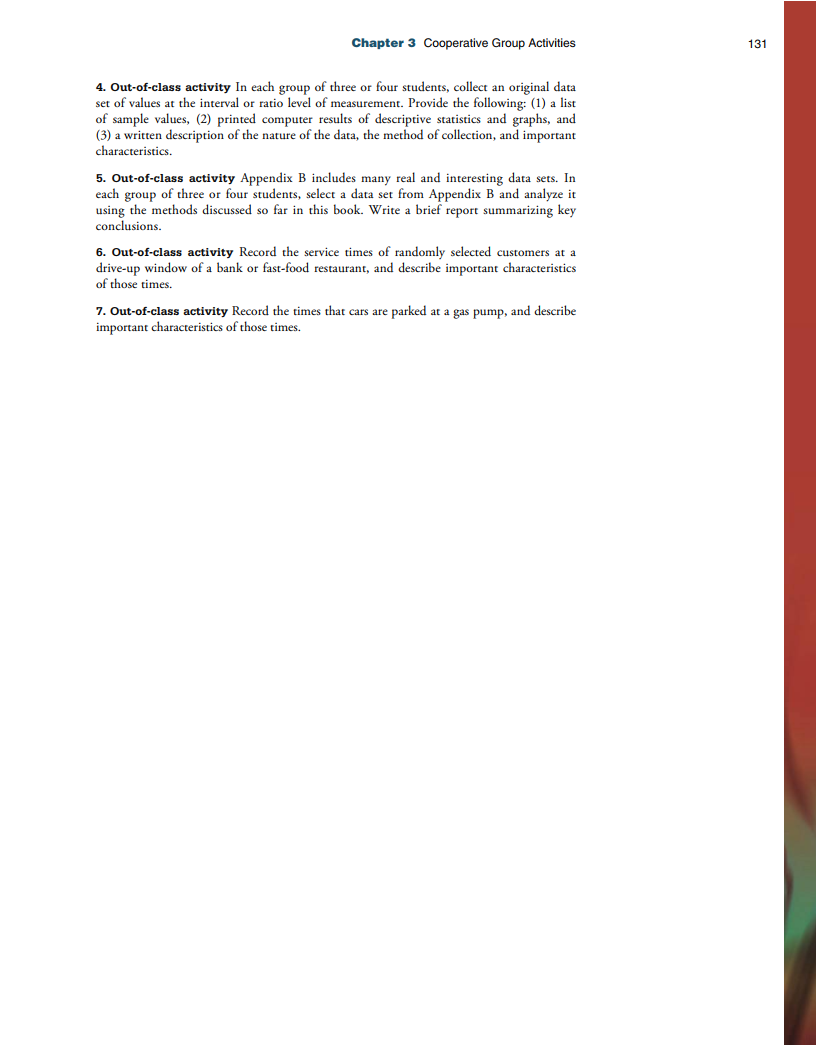 Chapter 3 Cooperative Group Activities 131
4. Out-of-class activity In each group of three or four students, collect an original data
set of values at the interval or ratio level of measurement. Provide the following: (1) a list
of sample values, (2) printed computer results of descriptive statistics and graphs, and
(3) a written description of the nature of the data, the method of collection, and important
characteristics.
5. Out-of-class activity Appendix B includes many real and interesting data sets. In
each group of three or four students, select a data set from Appendix B and analyze it
using the methods discussed so far in this book. Write a brief report summarizing key
conclusions.
6. Out-of-class activity Record the service times of randomly selected customers at a
drive-up window of a bank or fast-food restaurant, and describe important characteristics
of those times.
7. Out-of-class activity Record the times that cars are parked at a gas pump, and describe
important characteristics of those times.